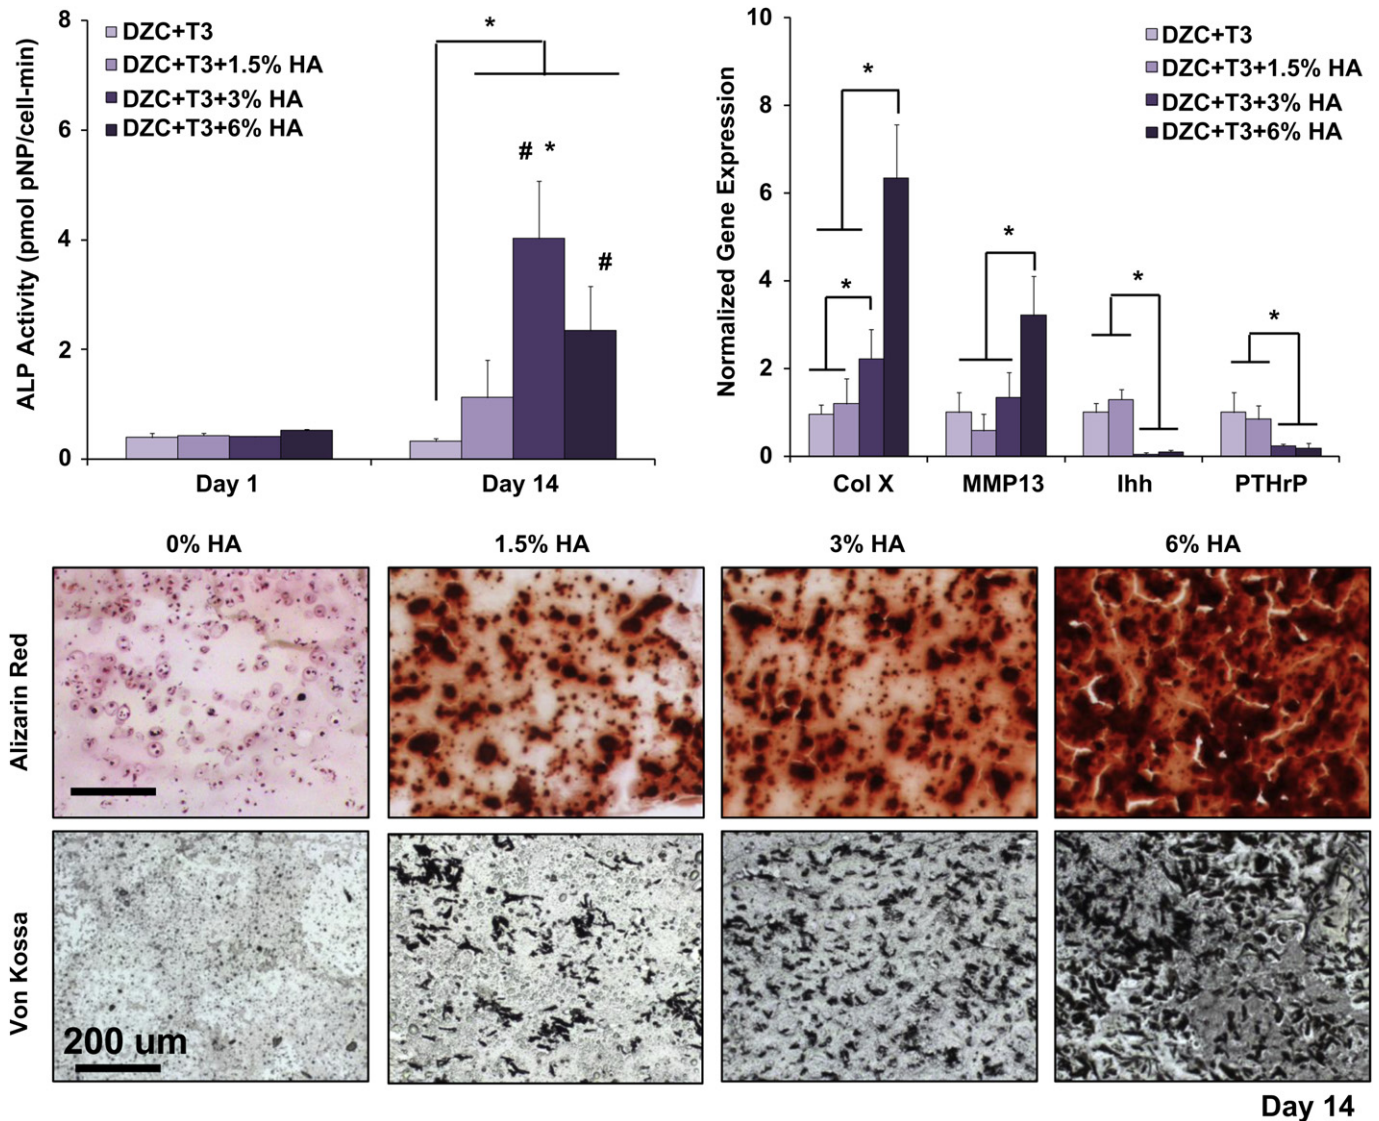 ALP Activity (pmol pNP/cell-min)
8
6
4
2
0
DZC+T3
DZC+T3+1.5% HA
DZC+T3+3% HA
DZC+T3+6% HA
*
# *
#
Day 1
Day 14
Normalized Gene Expression
10
8
6
4
2
0
DZC+T3
DZC+T3+1.5% HA
DZC+T3+3% HA
DZC+T3+6% HA
*
*
*
*
*
Col X
MMP13
Ihh
PTHrP
0% HA
1.5% HA
3% HA
6% HA
Alizarin Red
Von Kossa
200 um
Day 14